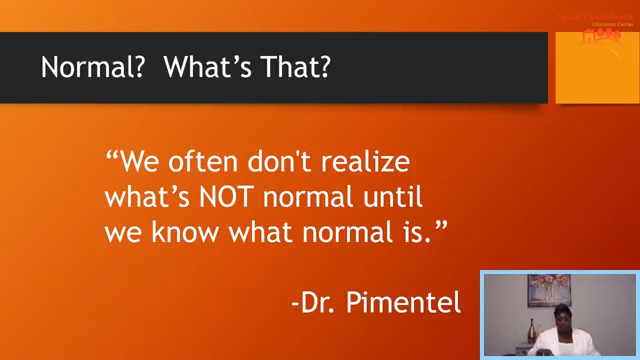 Education Center
Normal? What's That?
“We often don't realize
what's NOT normal until
we know what normal is.”
-Dr. Pimentel